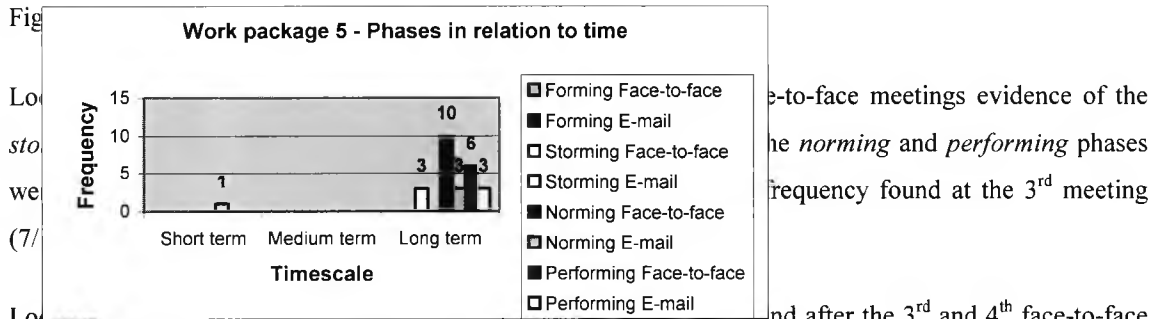 Fig
Work package 5 - Phases in relation to time
Loo e-to-face meetings evidence of the
sto he norming and performing phases
we frequency found at the 3rd meeting
(7/
nd after the 3rd and 4th face-to-face
Frequency
15
10
5
0
1
3
10
3
6
3
Short term Medium term Long term
Timescale
Forming Face-to-face
Forming E-mail
Storming Face-to-face
Storming E-mail
Norming Face-to-face
Norming E-mail
Performing Face-to-face
Performing E-mail